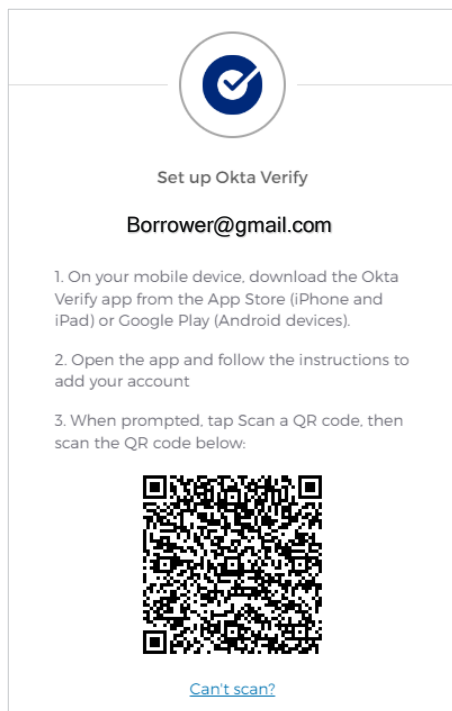 Set up Okta Verify
Borrower@gmail.com
1. On your mobile device, download the Okta
Verify app from the App Store (iPhone and
iPad) or Google Play (Android devices).
2. Open the app and follow the instructions to
add your account
3. When prompted, tap Scan a QR code, then
scan the QR code below:
Can't scan?